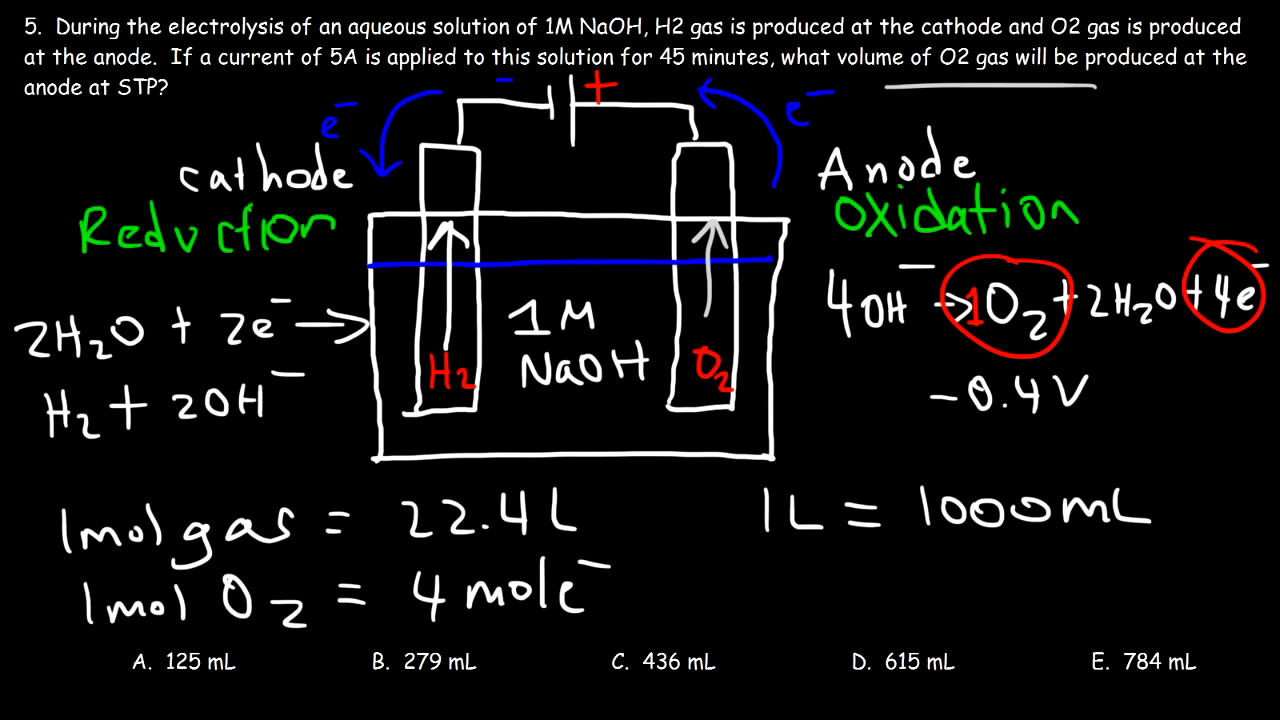 5. During the electrolysis of an aqueous solution of 1M NaOH, H2 gas is produced at the cathode and O2 gas is produced
at the anode. If a current of 5A is applied to this solution for 45 minutes, what volume of O2 gas will be produced at the
anode at STP?
- +
e⁻ e⁻
cathode Anode
Reduction Oxidation
4OH⁻ → 1O₂ + 2H₂O + 4e⁻
2H₂O + 2e⁻ →
H₂ + 2OH⁻
1M
NaOH
H₂ O₂
-0.4V
1mol gas = 22.4L
1L = 1000mL
1mol O₂ = 4 mol e⁻
A. 125 mL B. 279 mL C. 436 mL D. 615 mL E. 784 mL